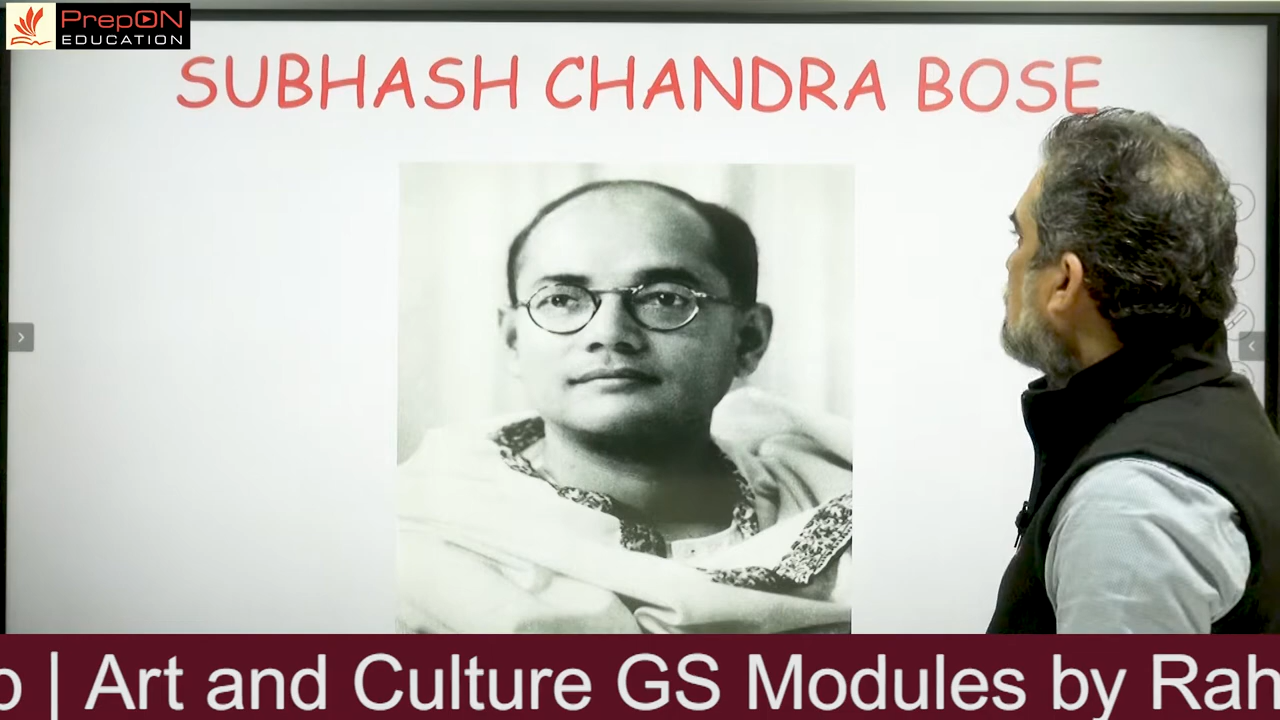 PrepON
EDUCATION
SUBHASH CHANDRA BOSE
| Art and Culture GS Modules by